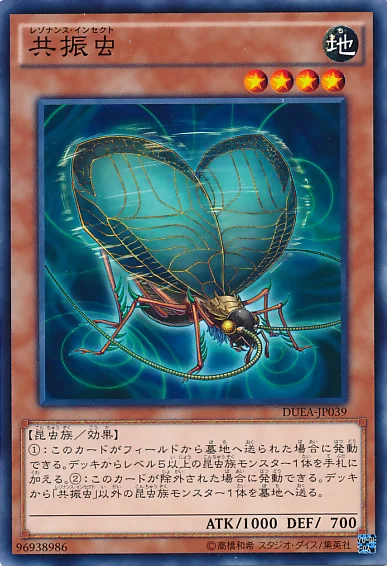 レゾナンス・インセクト
共振虫
ち
地
DUEA-JP039
【昆虫族／効果】
①：このカードがフィールドから墓地へ送られた場合に発動
できる。デッキからレベル５以上の昆虫族モンスター１体を手札に
加える。②：このカードが除外された場合に発動できる。デッキ
から「共振虫」以外の昆虫族モンスター１体を墓地へ送る。
ATK/1000 DEF/ 700
96938986
©高橋和希 スタジオ・ダイス/集英社